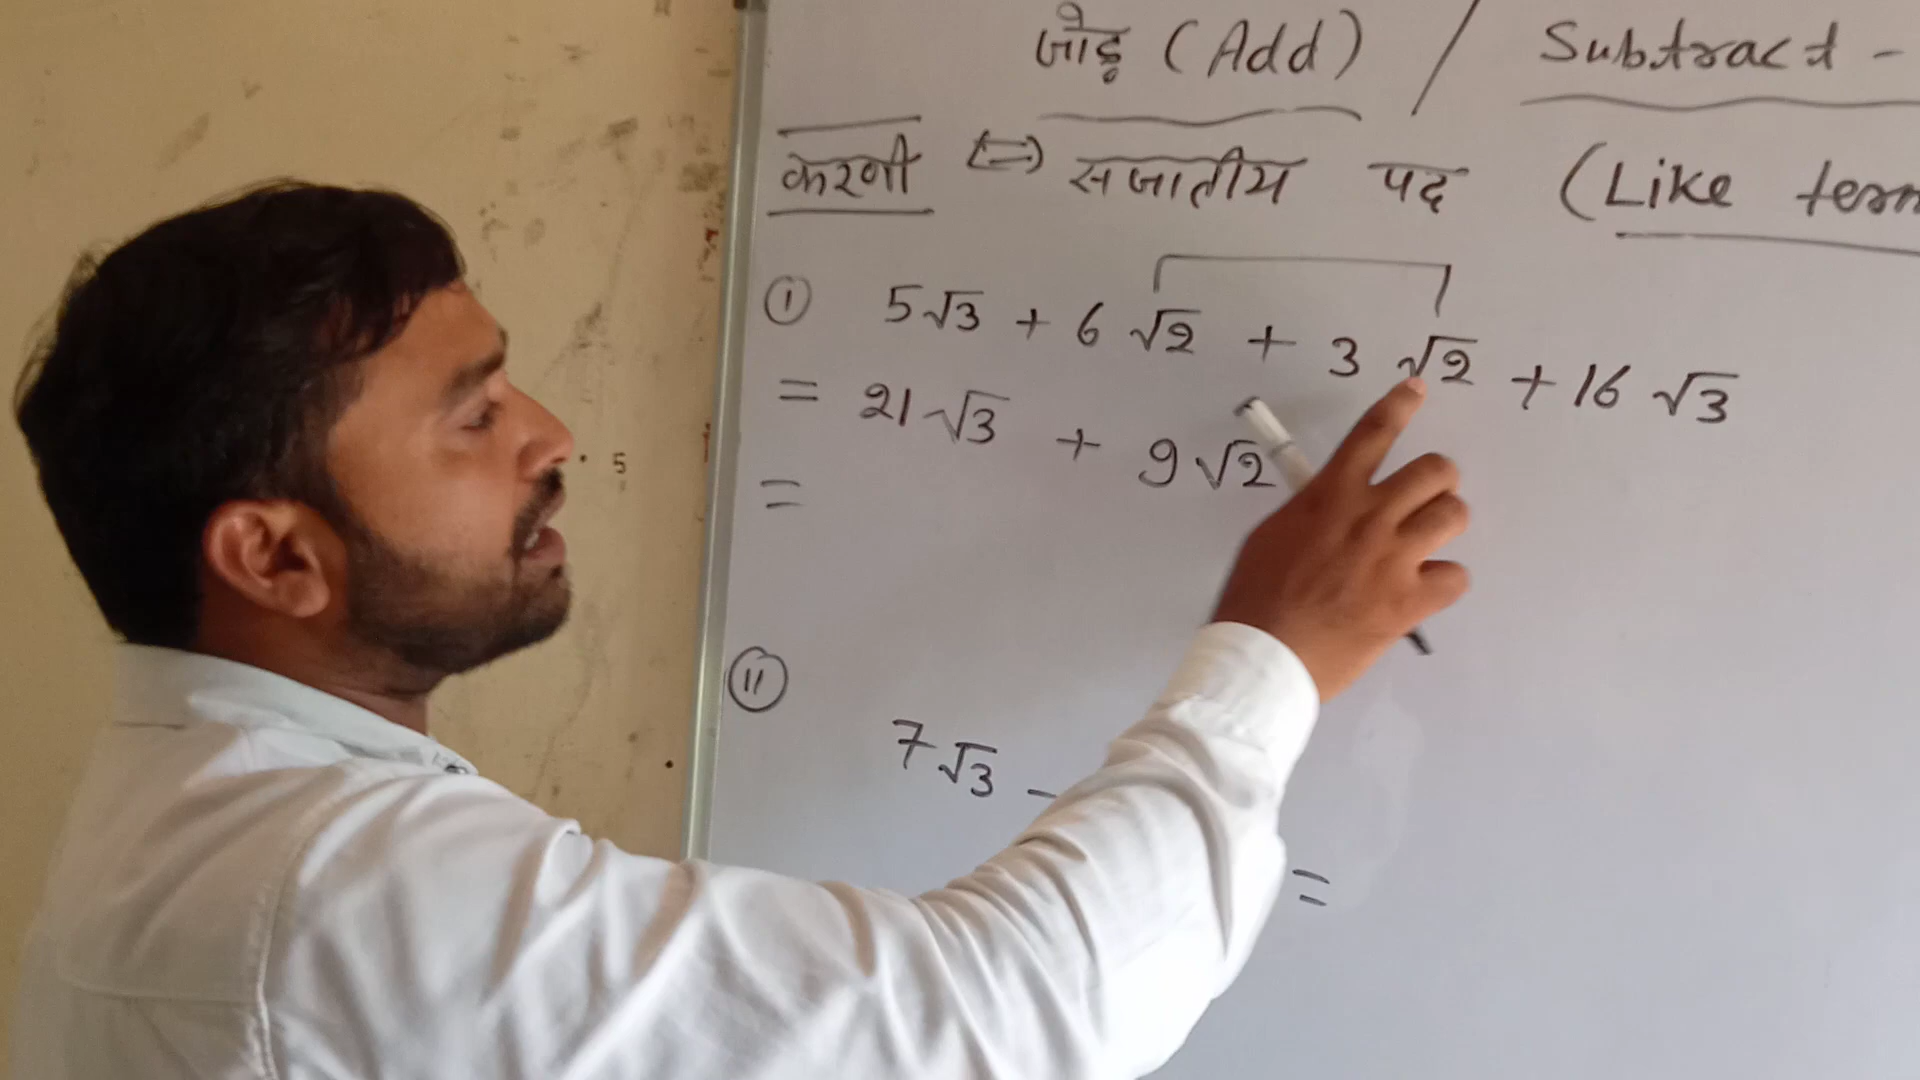 जोड़ (Add) / Subtract -
करणी ⇔ सजातीय पद (Like term
① 5√3 + 6√2 + 3√2 + 16√3
= 21√3 + 9√2
=
⑪ 7√3 -
=